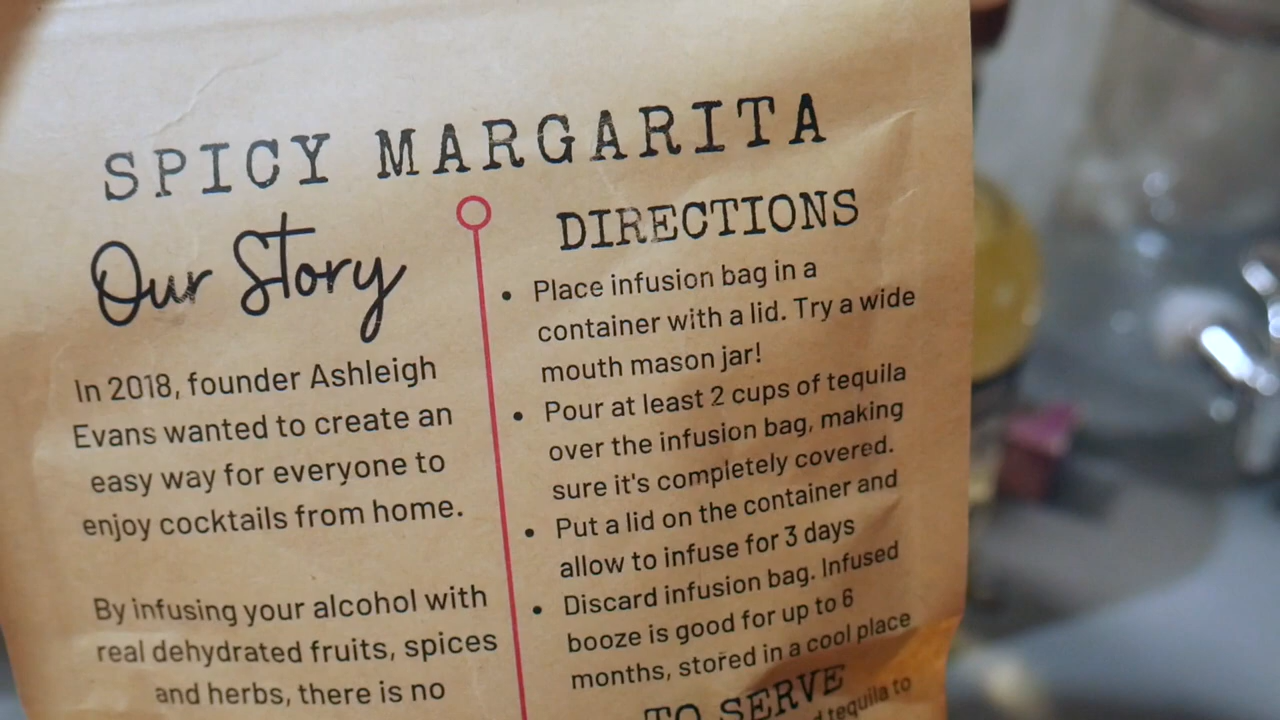 SPICY MARGARITA
Our Story
In 2018, founder Ashleigh
Evans wanted to create an
easy way for everyone to
enjoy cocktails from home.
By infusing your alcohol with
real dehydrated fruits, spices
and herbs, there is no
DIRECTIONS
• Place infusion bag in a
container with a lid. Try a wide
mouth mason jar!
• Pour at least 2 cups of tequila
over the infusion bag, making
sure it's completely covered.
• Put a lid on the container and
allow to infuse for 3 days
• Discard infusion bag. Infused
booze is good for up to 6
months, stored in a cool place
TO SERVE
tequila to